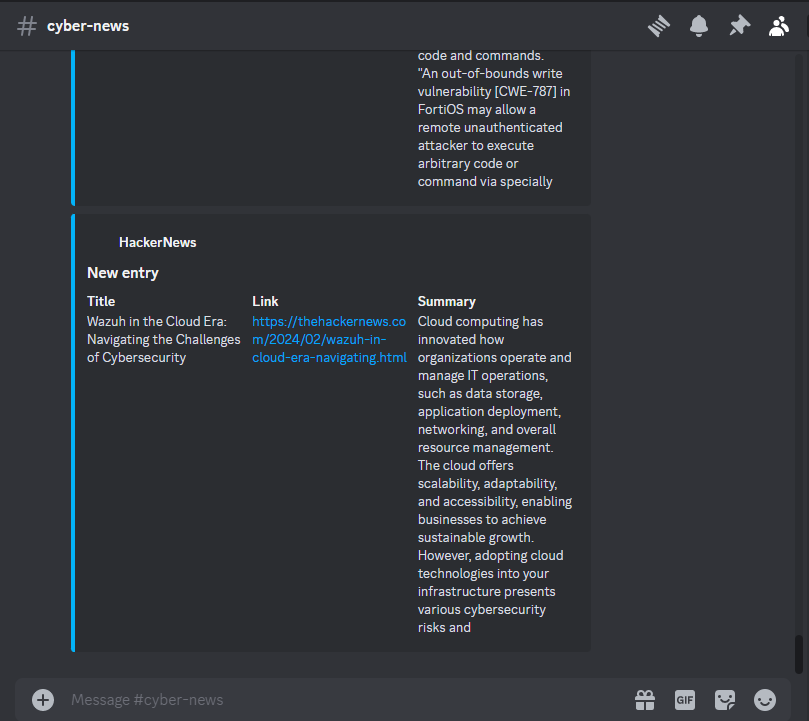 cyber-news
code and commands.
"An out-of-bounds write
vulnerability [CWE-787] in
FortiOS may allow a
remote unauthenticated
attacker to execute
arbitrary code or
command via specially
HackerNews
New entry
Title
Wazuh in the Cloud Era:
Navigating the Challenges
of Cybersecurity
Link
https://thehackernews.co
m/2024/02/wazuh-in-
cloud-era-navigating.html
Summary
Cloud computing has
innovated how
organizations operate and
manage IT operations,
such as data storage,
application deployment,
networking, and overall
resource management.
The cloud offers
scalability, adaptability,
and accessibility, enabling
businesses to achieve
sustainable growth.
However, adopting cloud
technologies into your
infrastructure presents
various cybersecurity
risks and
Message #cyber-news
GIF